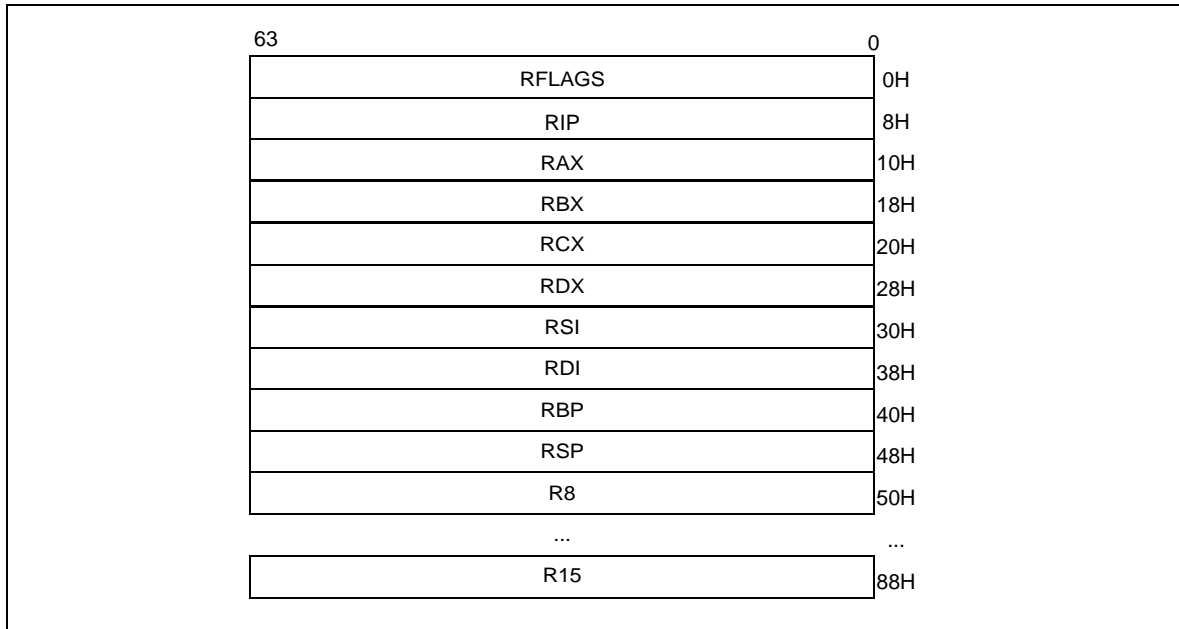 63 0
RFLAGS 0H
RIP 8H
RAX 10H
RBX 18H
RCX 20H
RDX 28H
RSI 30H
RDI 38H
RBP 40H
RSP 48H
R8 50H
... ...
R15 88H